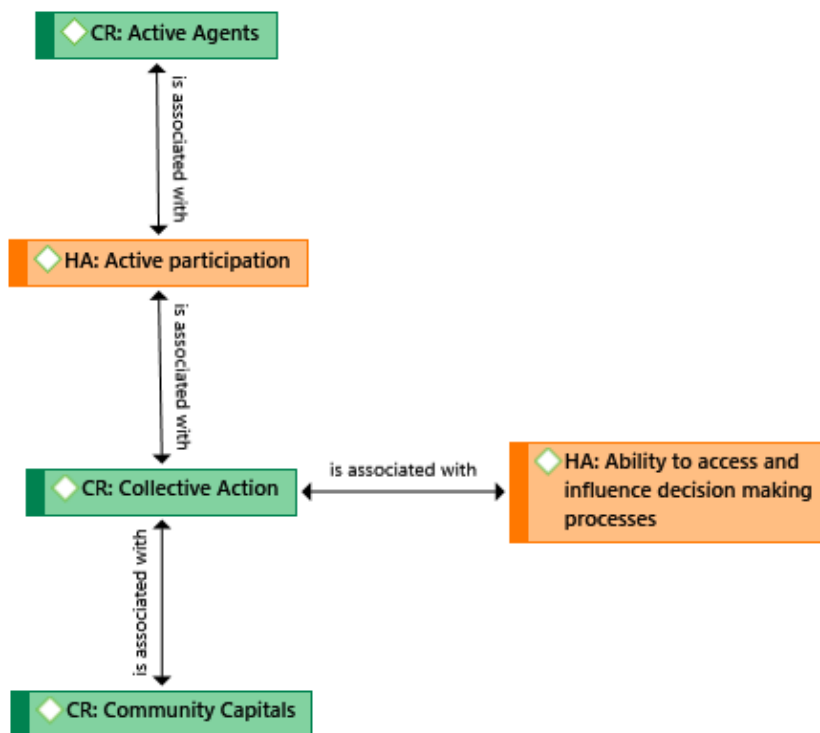 CR: Active Agents
is associated with
HA: Active participation
is associated with
CR: Collective Action
is associated with
HA: Ability to access and
influence decision making
processes
is associated with
CR: Community Capitals